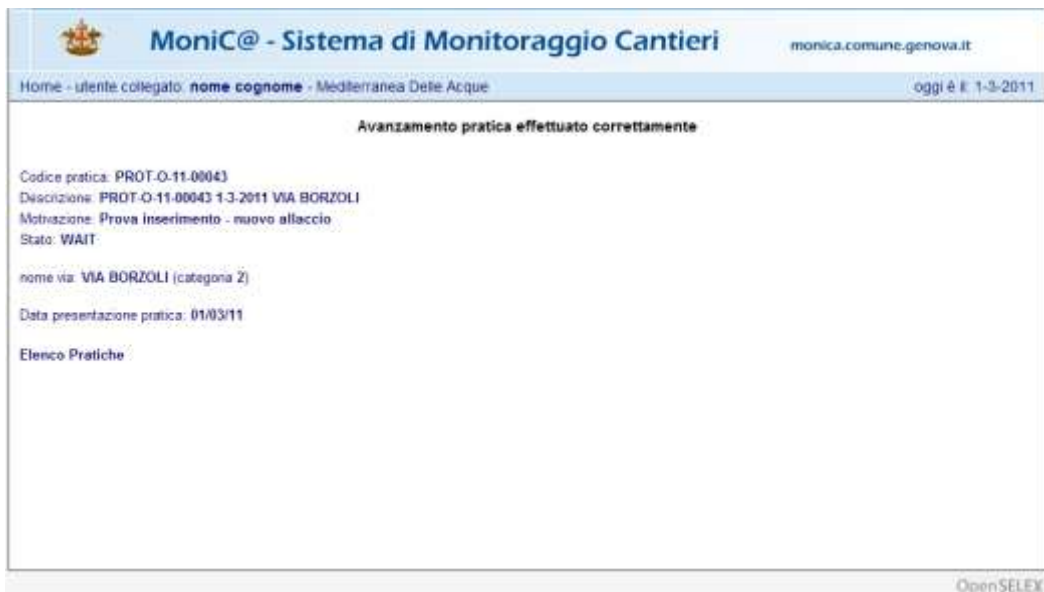 MoniC@ - Sistema di Monitoraggio Cantieri
monica.comune.genova.it
Home - utente collegato: nome cognome - Mediterranea Delle Acque
oggi è il: 1-3-2011
Avanzamento pratica effettuato correttamente
Codice pratica: PROT-O-11-00043
Descrizione: PROT-O-11-00043 1-3-2011 VIA BORZOLI
Motivazione: Prova inserimento - nuovo allaccio
Stato: WAIT
nome via: VIA BORZOLI (categoria 2)
Data presentazione pratica: 01/03/11
Elenco Pratiche
OpenSELEX